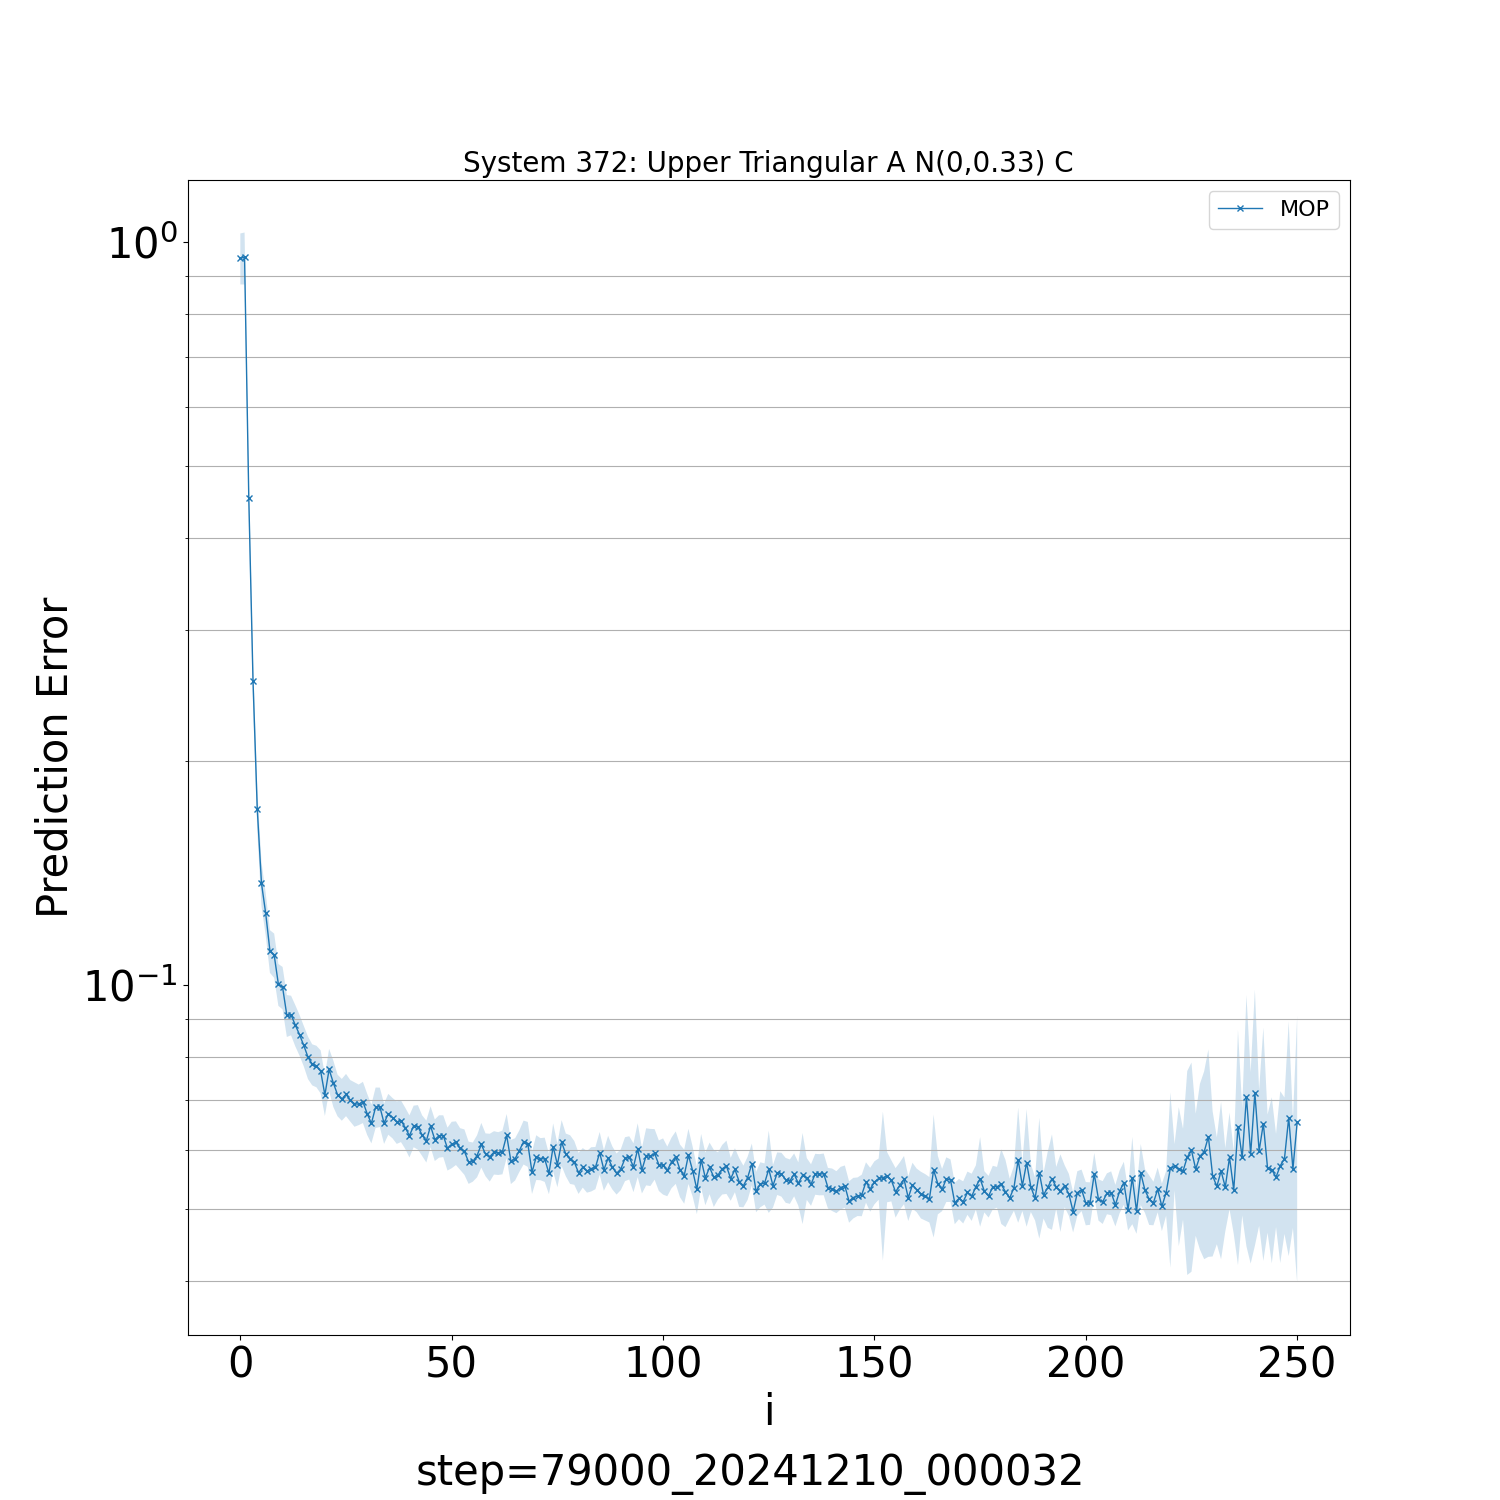 System 372: Upper Triangular A N(0,0.33) C
MOP
10⁰
10⁻¹
Prediction Error
0 50 100 150 200 250
i
step=79000_20241210_000032